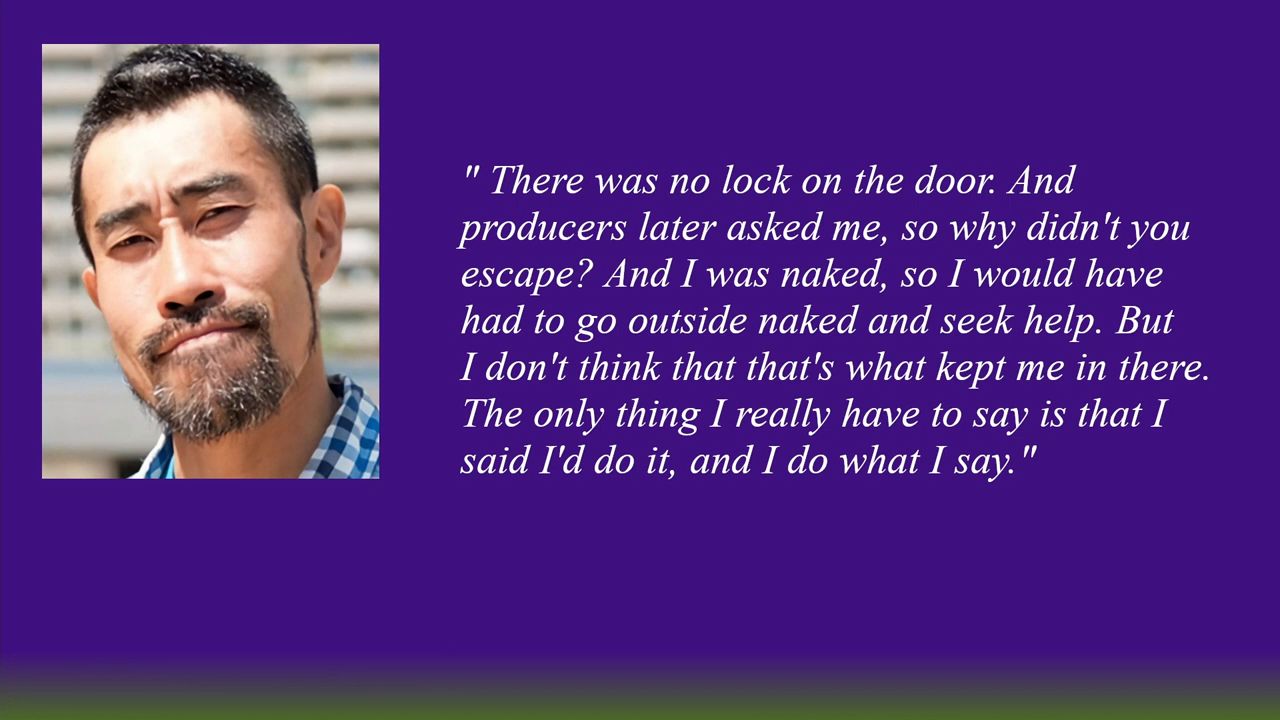 " There was no lock on the door. And
producers later asked me, so why didn't you
escape? And I was naked, so I would have
had to go outside naked and seek help. But
I don't think that that's what kept me in there.
The only thing I really have to say is that I
said I'd do it, and I do what I say."